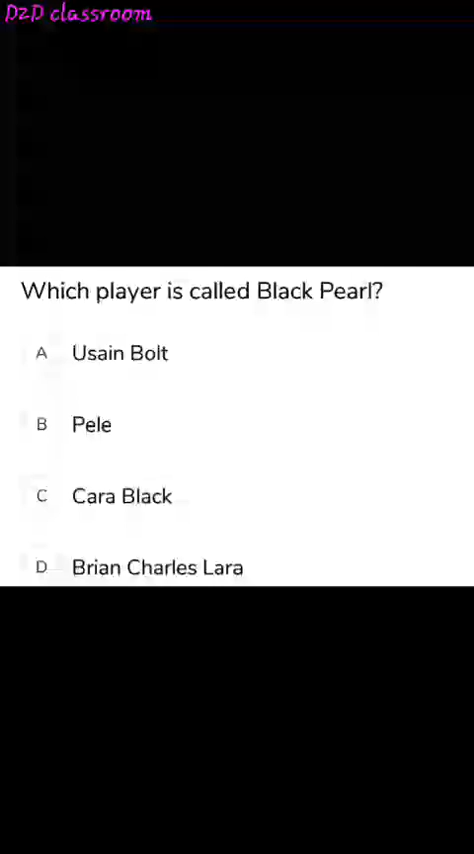 D2D classroom
Which player is called Black Pearl?
A Usain Bolt
B Pele
C Cara Black
D Brian Charles Lara